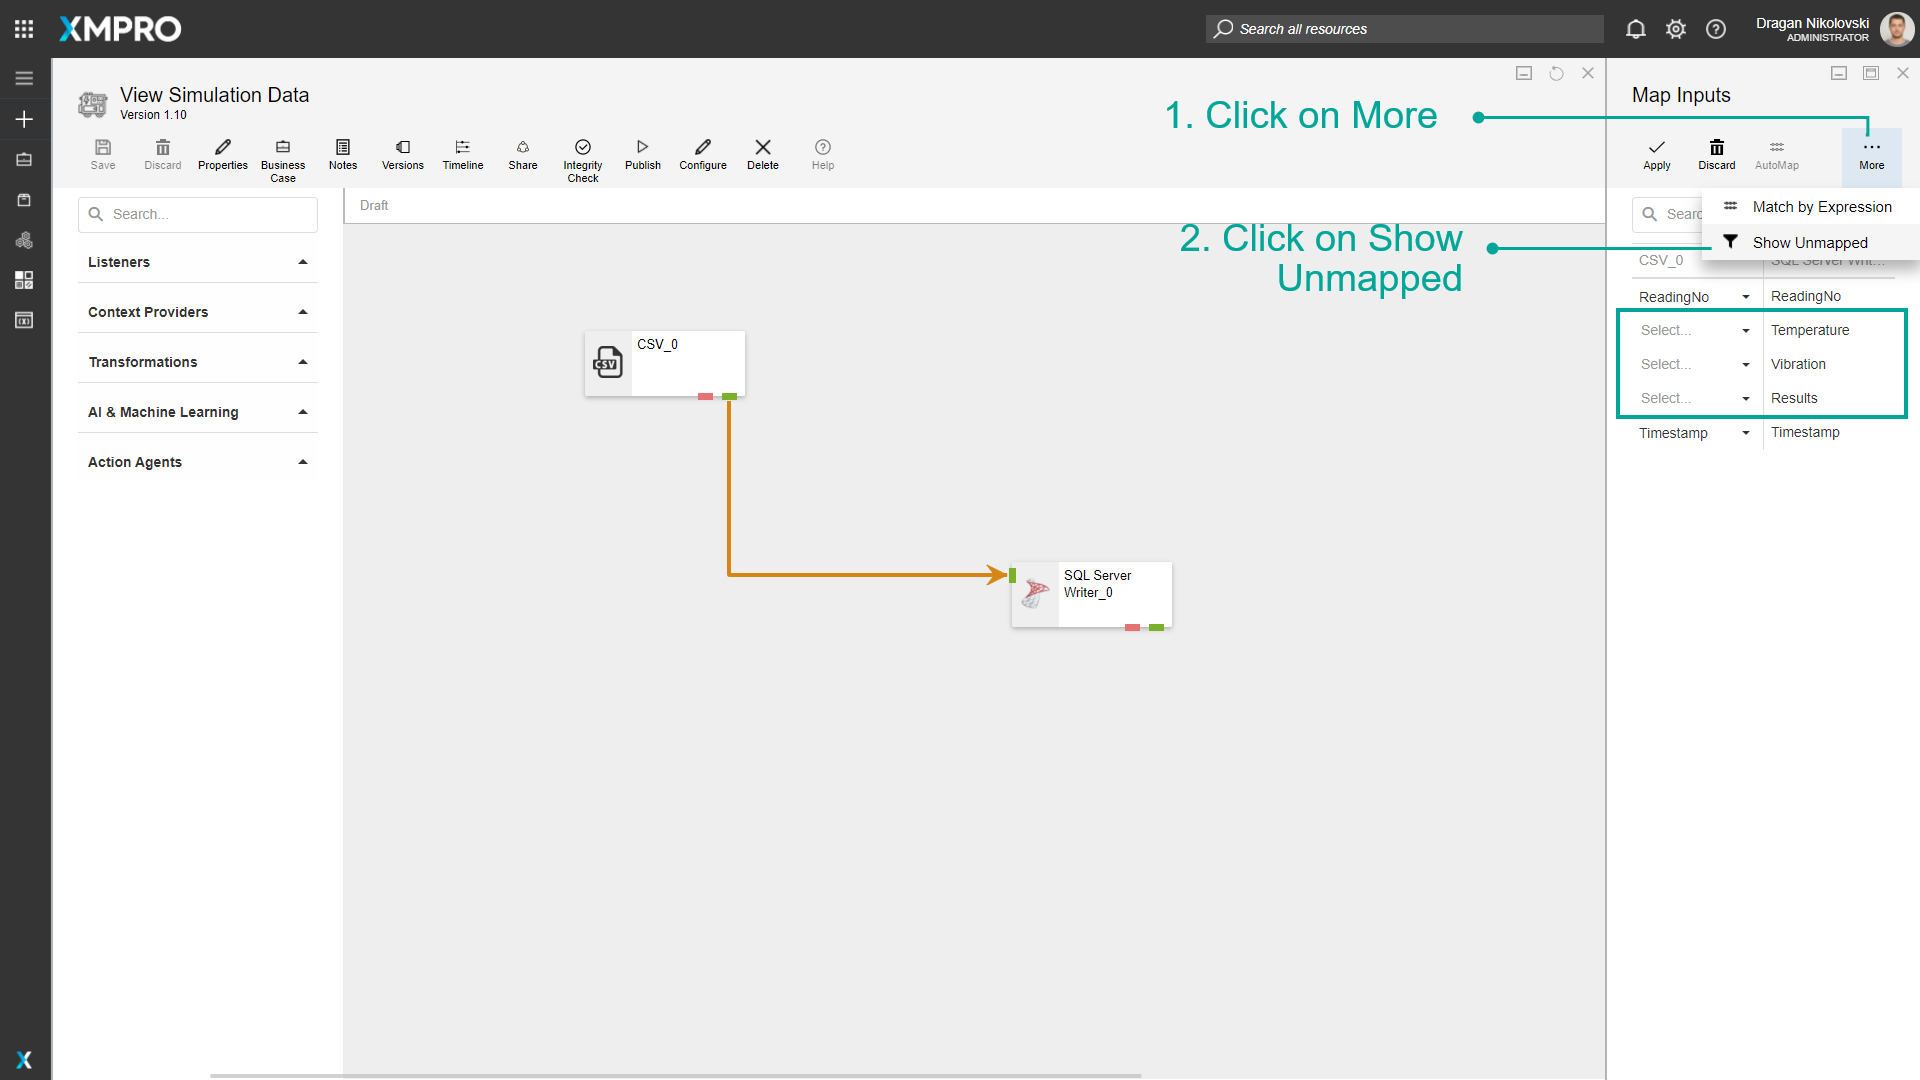 XMPRO
Search all resources
Dragan Nikolovski
ADMINISTRATOR
View Simulation Data
Version 1.10
Save
Discard
Properties
Business
Case
Notes
Versions
Timeline
Share
Integrity
Check
Publish
Configure
Delete
Help
1. Click on More
Map Inputs
Apply
Discard
AutoMap
More
Search...
Listeners
Context Providers
Transformations
AI & Machine Learning
Action Agents
Draft
2. Click on Show
Unmapped
CSV_0
CSV
SQL Server
Writer_0
Match by Expression
Show Unmapped
CSV_0
SQL Server Writ...
ReadingNo
ReadingNo
Select...
Temperature
Select...
Vibration
Select...
Results
Timestamp
Timestamp